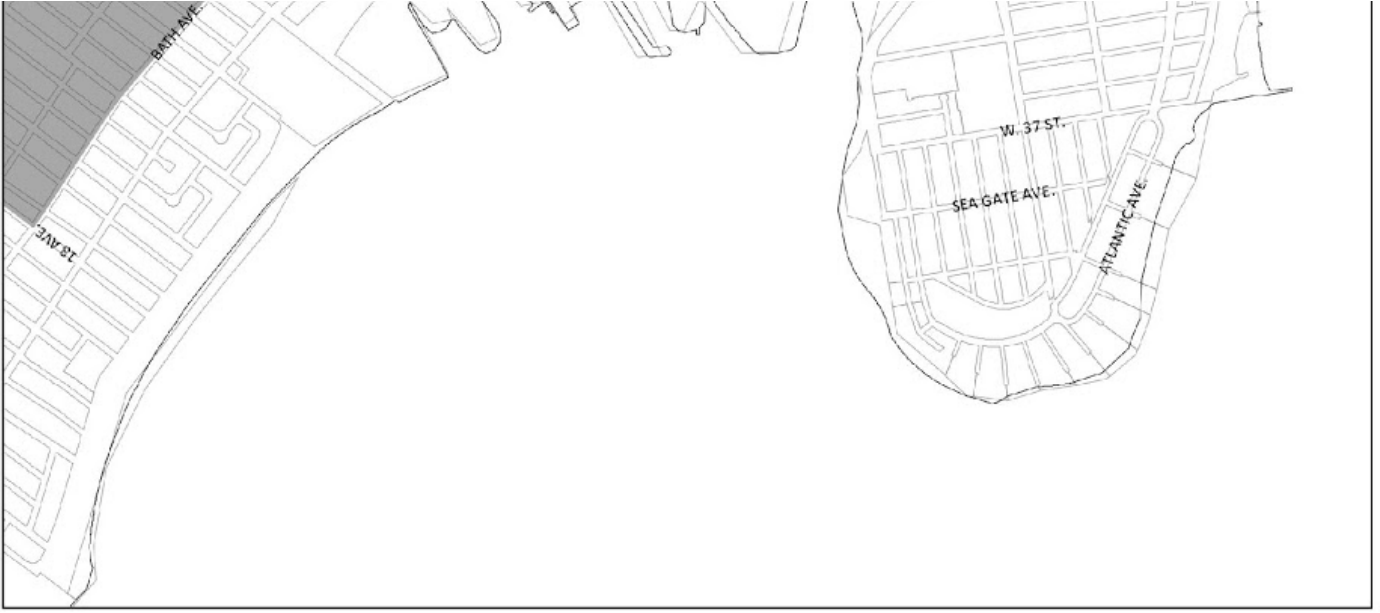 BATH AVE.
W. 37 ST.
SEA GATE AVE.
ATLANTIC AVE.
18 AVE.